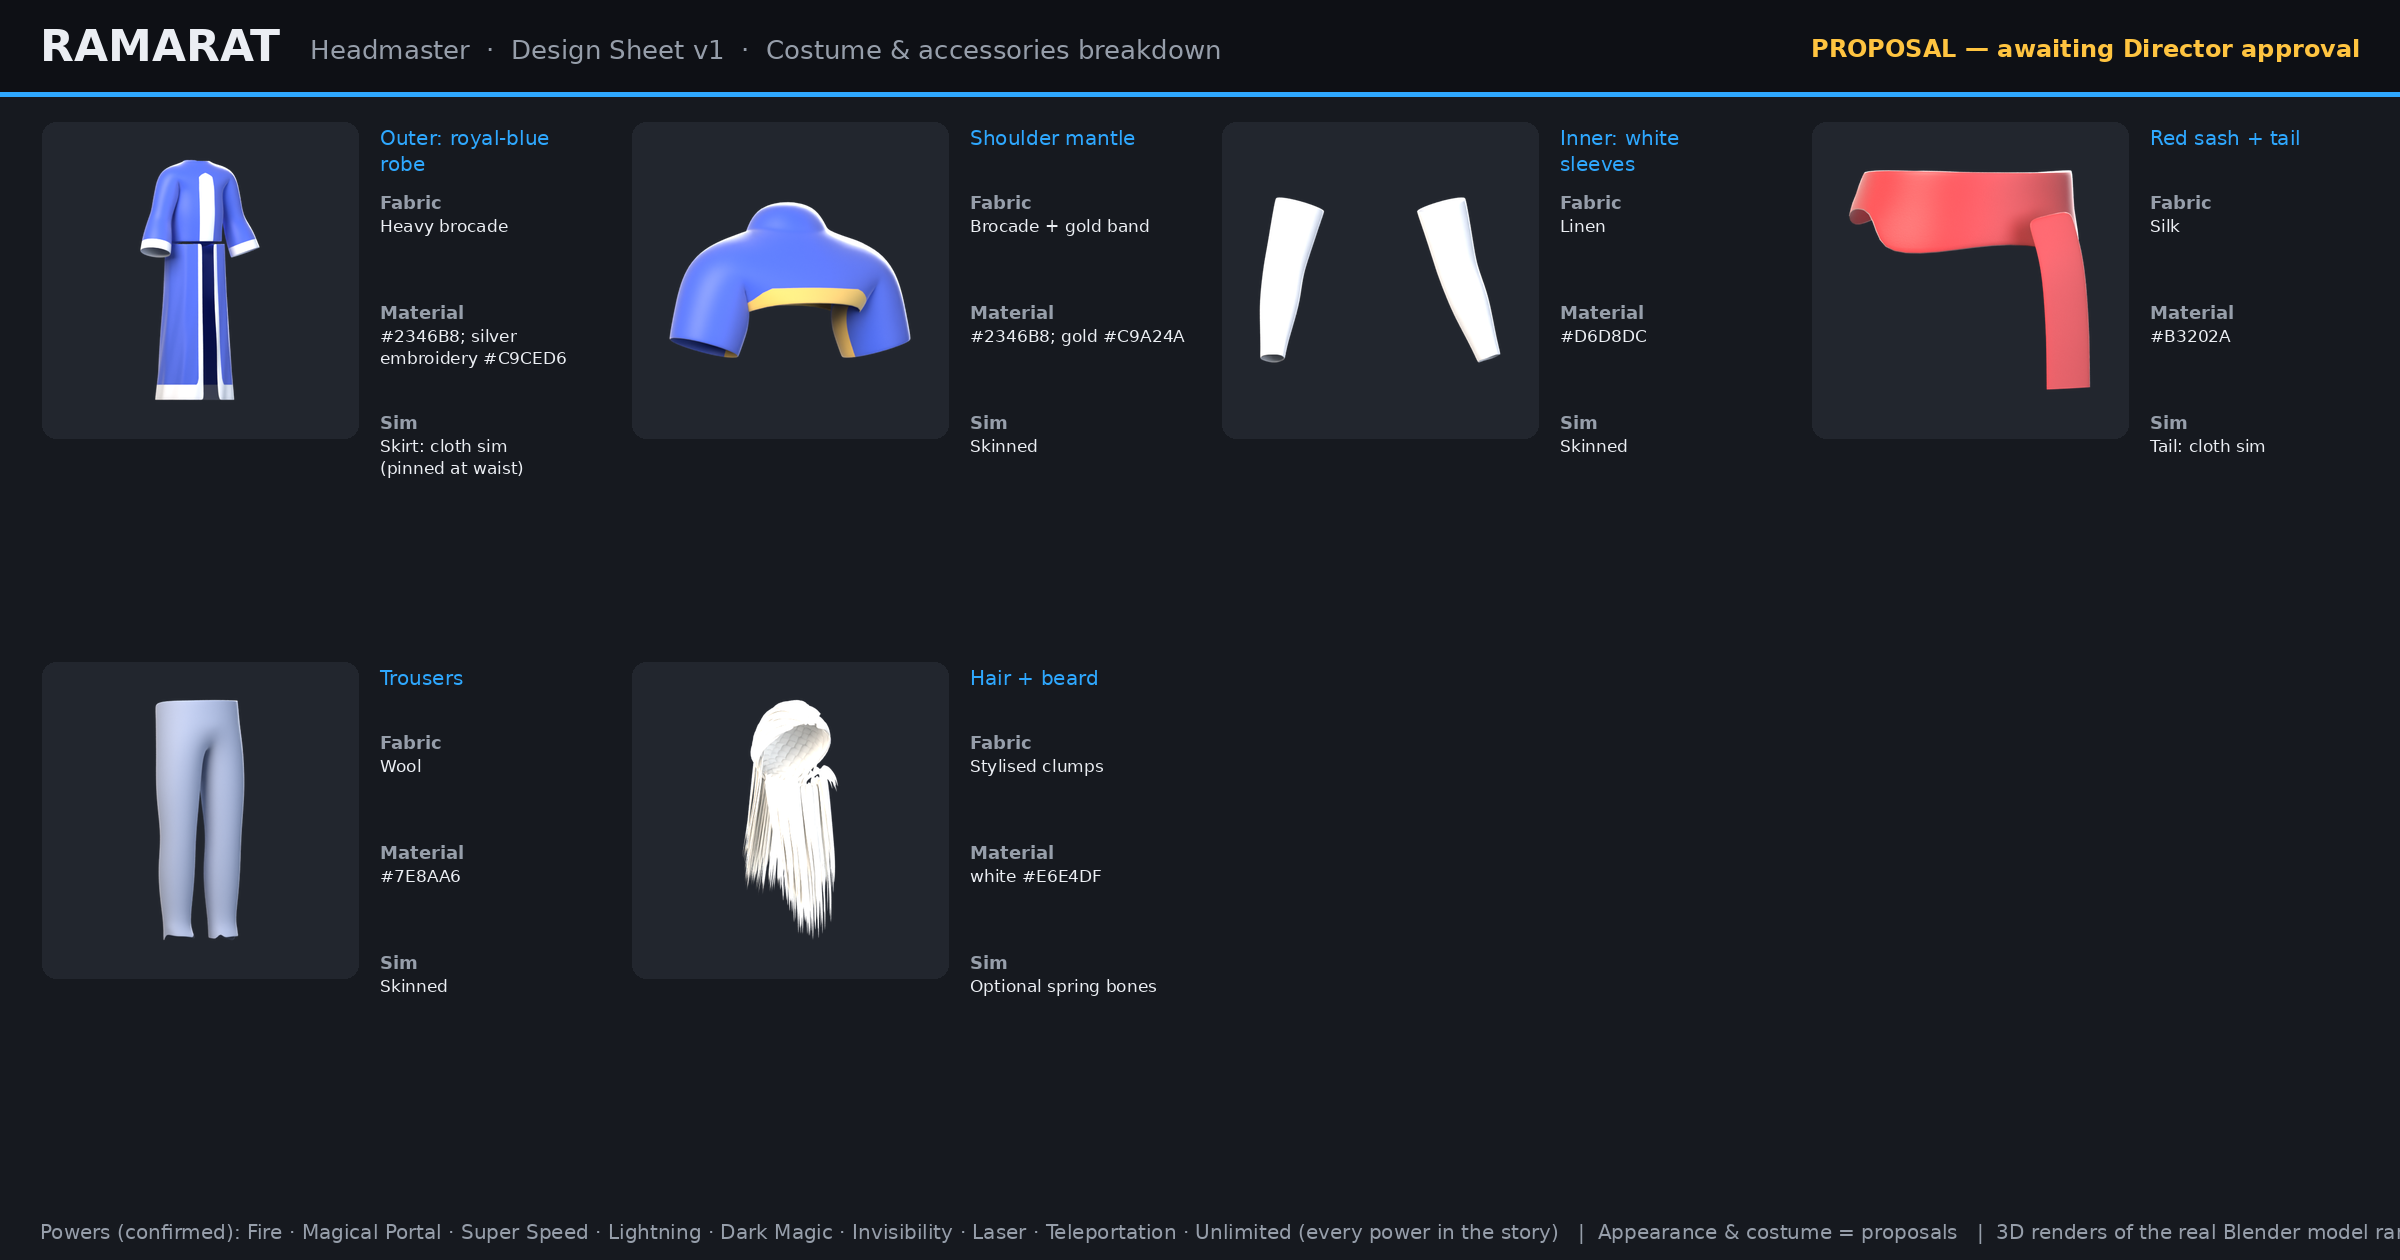 RAMARAT Headmaster · Design Sheet v1 · Costume & accessories breakdown
PROPOSAL — awaiting Director approval
Outer: royal-blue
robe
Fabric
Heavy brocade
Material
#2346B8; silver
embroidery #C9CED6
Sim
Skirt: cloth sim
(pinned at waist)
Shoulder mantle
Fabric
Brocade + gold band
Material
#2346B8; gold #C9A24A
Sim
Skinned
Inner: white
sleeves
Fabric
Linen
Material
#D6D8DC
Sim
Skinned
Red sash + tail
Fabric
Silk
Material
#B3202A
Sim
Tail: cloth sim
Trousers
Fabric
Wool
Material
#7E8AA6
Sim
Skinned
Hair + beard
Fabric
Stylised clumps
Material
white #E6E4DF
Sim
Optional spring bones
Powers (confirmed): Fire · Magical Portal · Super Speed · Lightning · Dark Magic · Invisibility · Laser · Teleportation · Unlimited (every power in the story) | Appearance & costume = proposals | 3D renders of the real Blender model